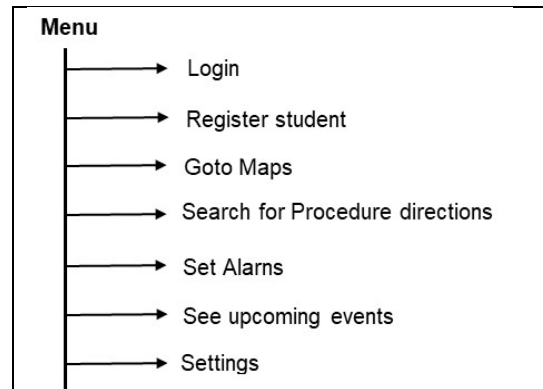 Menu
Login
Register student
Goto Maps
Search for Procedure directions
Set Alarns
See upcoming events
Settings